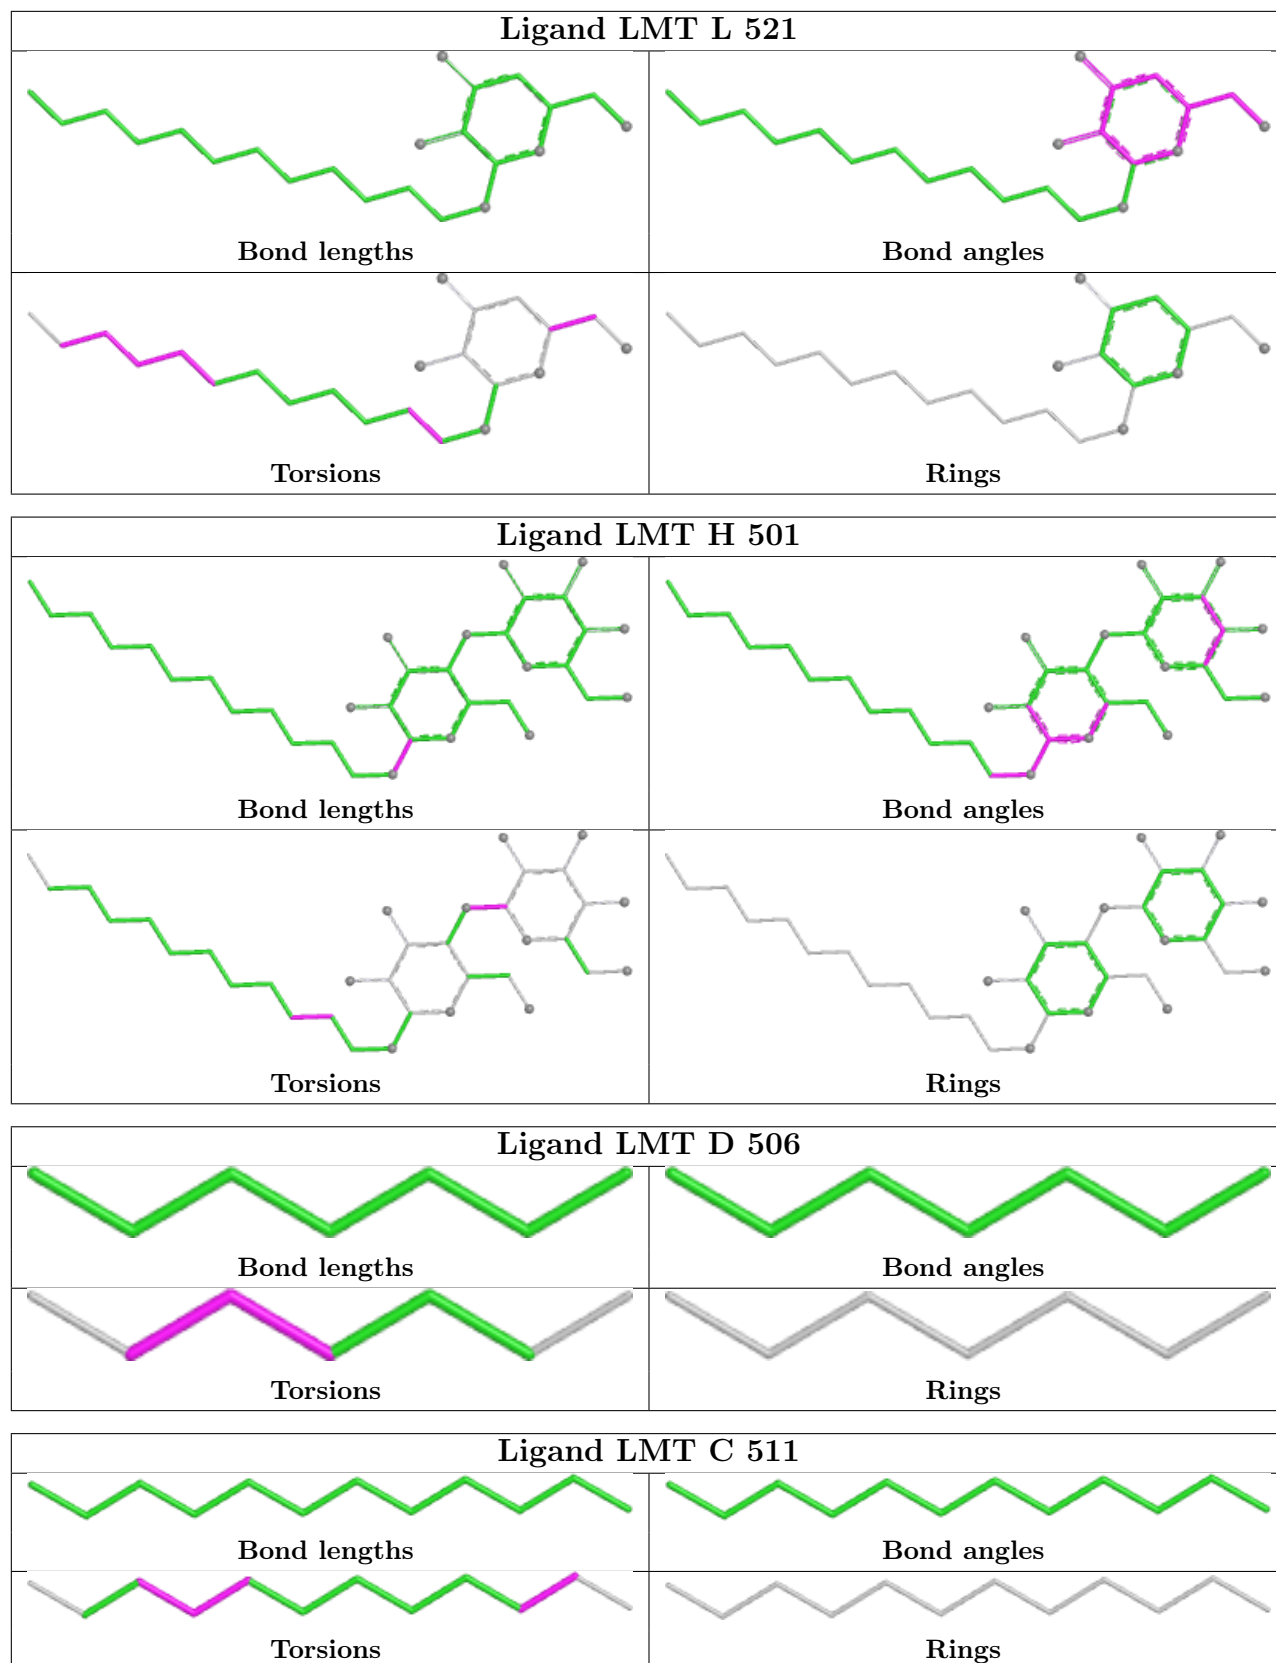 Ligand LMT L 521
Bond lengths
Bond angles
Torsions
Rings
Ligand LMT H 501
Bond lengths
Bond angles
Torsions
Rings
Ligand LMT D 506
Bond lengths
Bond angles
Torsions
Rings
Ligand LMT C 511
Bond lengths
Bond angles
Torsions
Rings